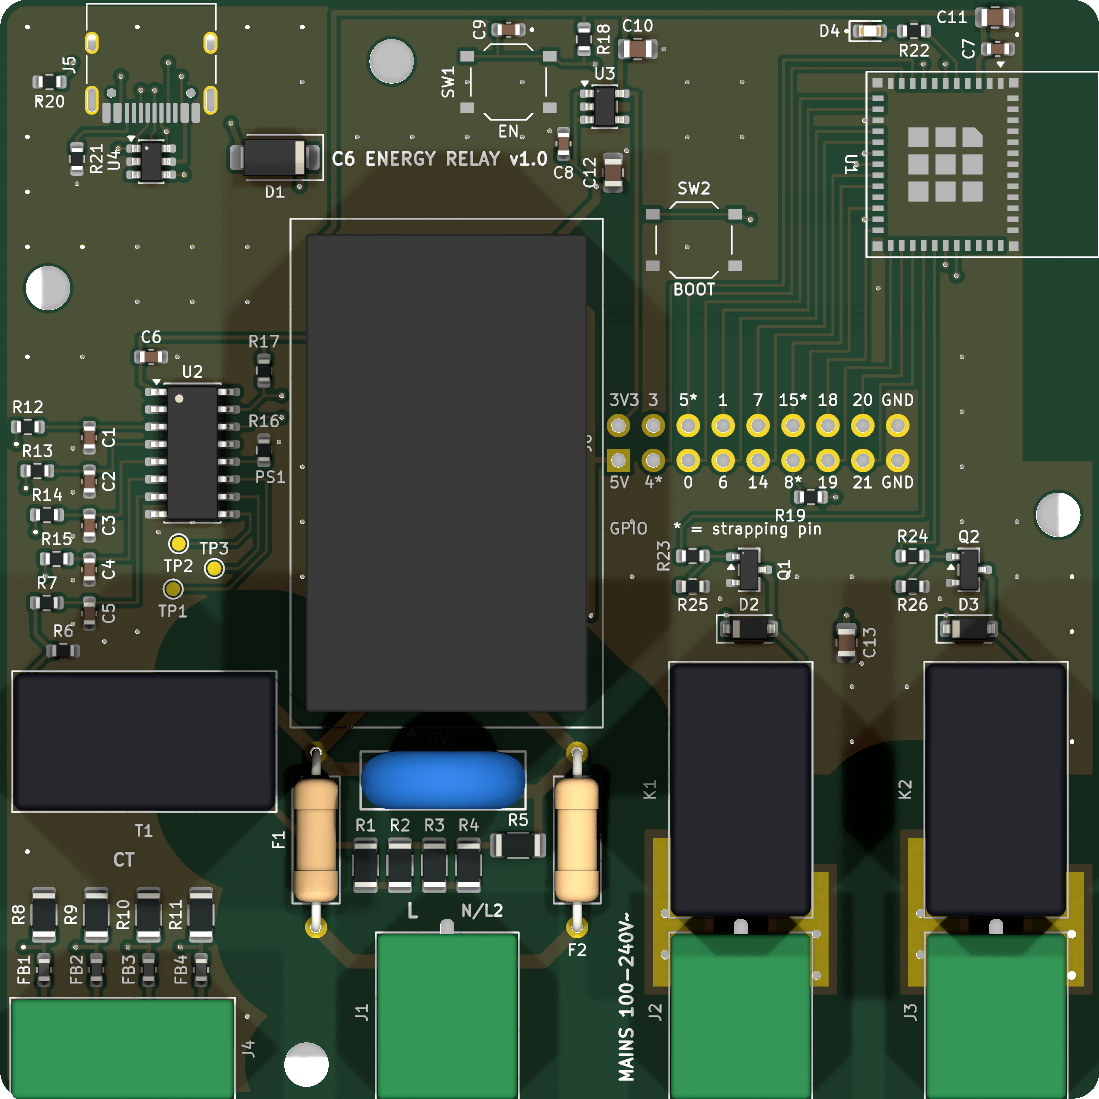 C9
R18
C10
C11
D4
R22
C7
J5
SW1
U3
R20
EN
R21
U4
C6 ENERGY RELAY v1.0
C8
C12
U1
D1
SW2
BOOT
C6
R17
U2
R12
3V3 3 5* 1 7 15* 18 20 GND
C1
R16
R13
PS1
5V 4* 0 6 14 8* 19 21 GND
C2
R14
R19
C3
GPIO
* = strapping pin
R15
TP3
R23
R24
Q2
TP2
C4
Q1
R7
TP1
R25
D2
R26
D3
C5
R6
C13
RV1
K1
K2
T1
F1
R1 R2 R3 R4
R5
CT
L
N/L2
R8
R9
R10
R11
F2
FB1
FB2
FB3
FB4
MAINS 100-240V~
J1
J2
J3
J4